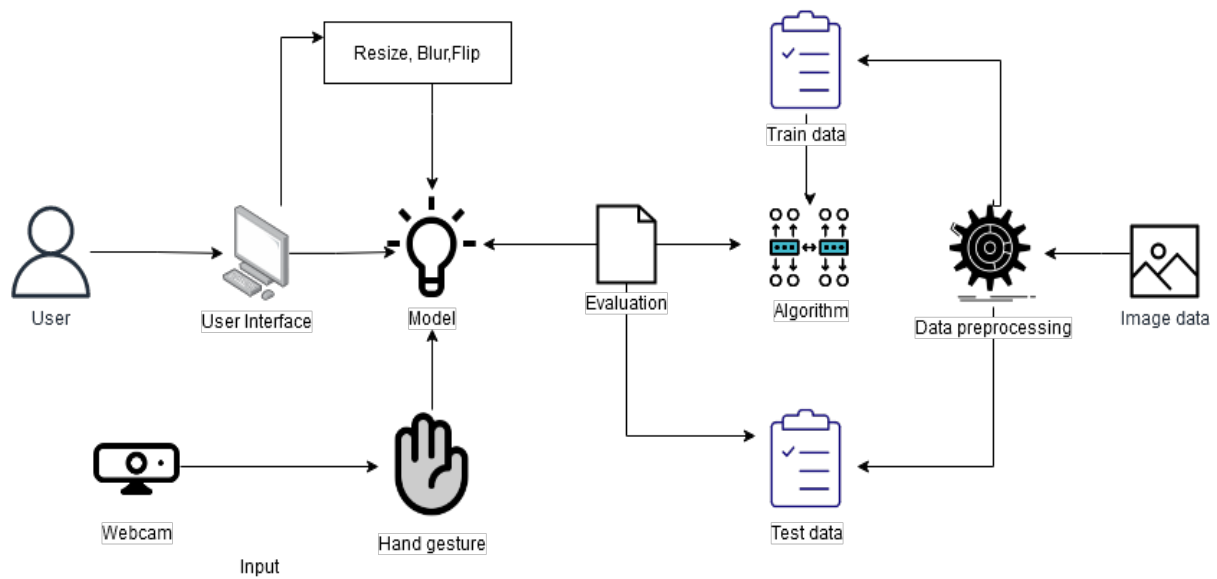 Resize, Blur,Flip
Train data
User
User Interface
Model
Evaluation
Algorithm
Data preprocessing
Image data
Webcam
Hand gesture
Test data
Input